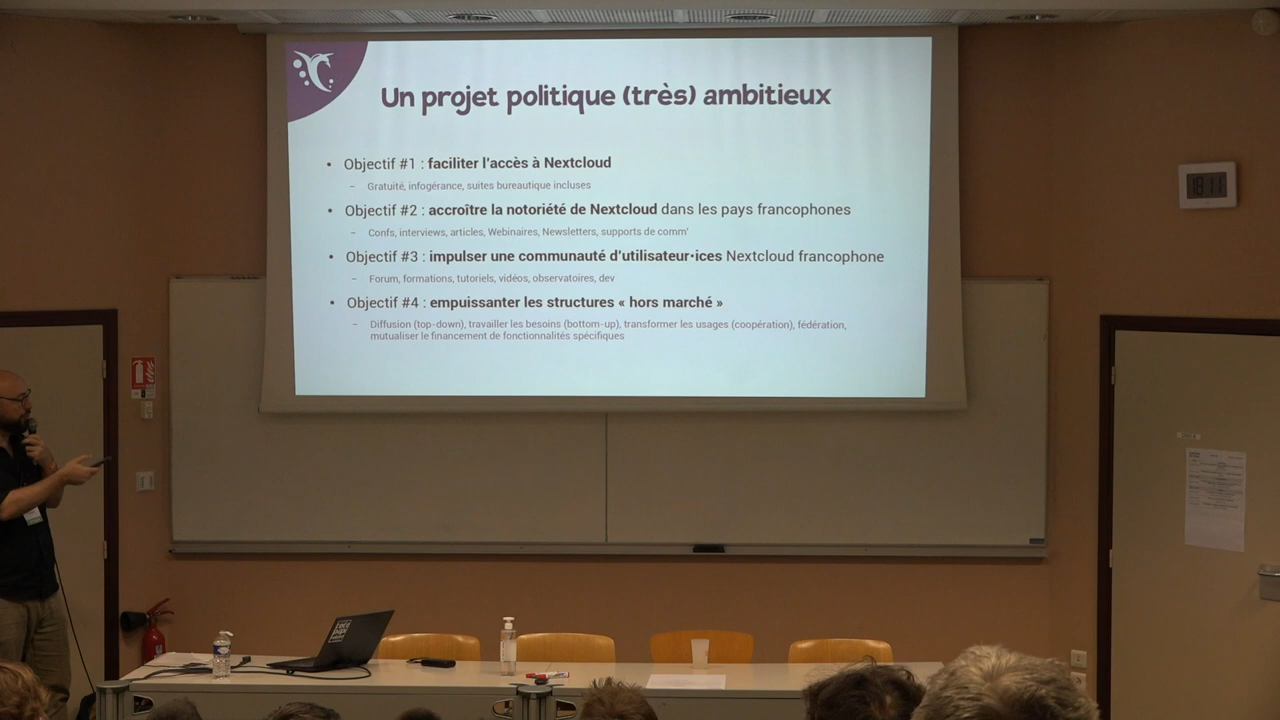 Un projet politique (très) ambitieux
• Objectif #1 : faciliter l'accès à Nextcloud
– Gratuité, infogérance, suites bureautique incluses
• Objectif #2 : accroître la notoriété de Nextcloud dans les pays francophones
– Confs, interviews, articles, Webinaires, Newsletters, supports de comm'
• Objectif #3 : impulser une communauté d'utilisateur·ices Nextcloud francophone
– Forum, formations, tutoriels, vidéos, observatoires, dev
• Objectif #4 : empuissanter les structures « hors marché »
– Diffusion (top-down), travailler les besoins (bottom-up), transformer les usages (coopération), fédération,
mutualiser le financement de fonctionnalités spécifiques
18:11